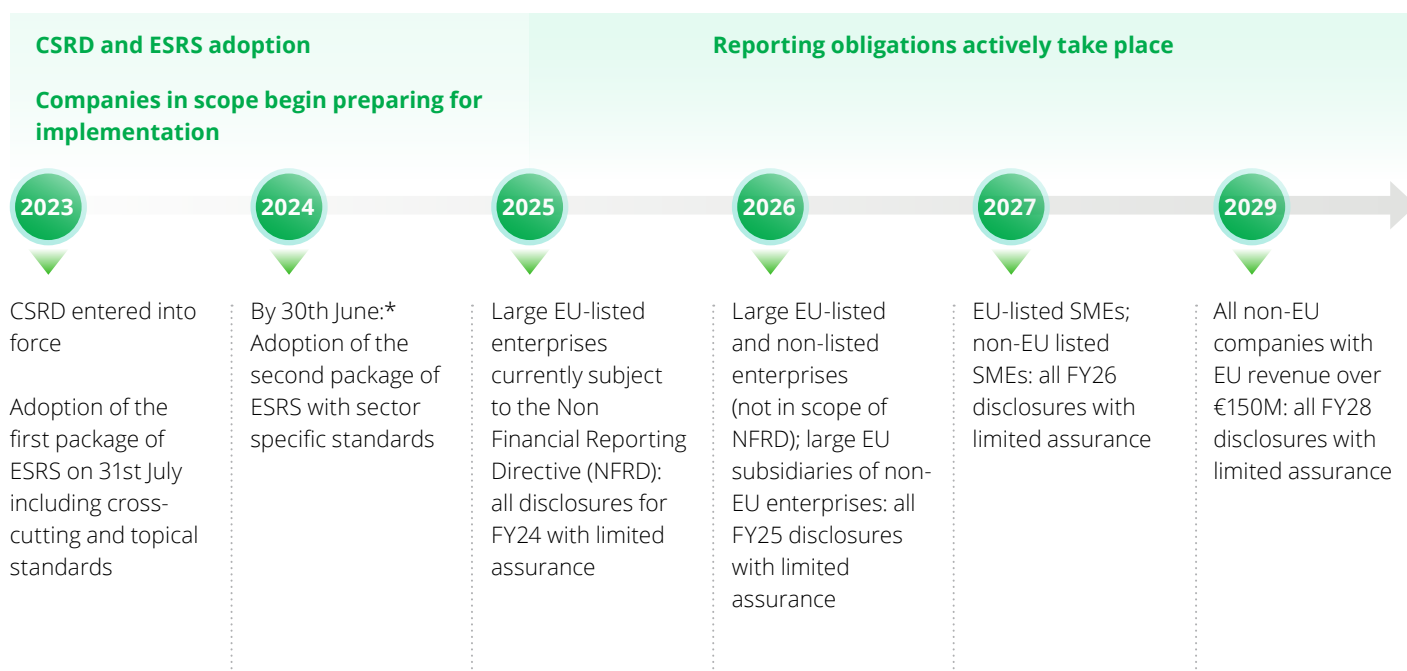 CSRD and ESRS adoption
Companies in scope begin preparing for
implementation
Reporting obligations actively take place
2023
2024
2025
2026
2027
2029
CSRD entered into
force
Adoption of the
first package of
ESRS on 31st July
including cross-
cutting and topical
standards
By 30th June:*
Adoption of the
second package of
ESRS with sector
specific standards
Large EU-listed
enterprises
currently subject
to the Non
Financial Reporting
Directive (NFRD):
all disclosures for
FY24 with limited
assurance
Large EU-listed
and non-listed
enterprises
(not in scope of
NFRD); large EU
subsidiaries of non-
EU enterprises: all
FY25 disclosures
with limited
assurance
EU-listed SMEs;
non-EU listed
SMEs: all FY26
disclosures with
limited assurance
All non-EU
companies with
EU revenue over
€150M: all FY28
disclosures with
limited assurance